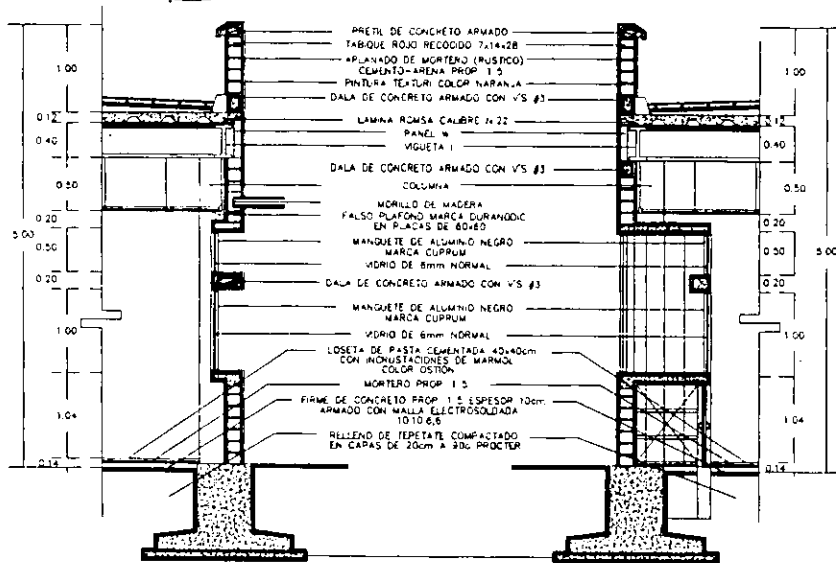 PRETIL DE CONCRETO ARMADO
TABIQUE ROJO RECOCIDO 7x14x28
APLANADO DE MORTERO (RUSTICO)
CEMENTO-ARENA PROP 1:5
PINTURA TEXTURI COLOR NARANJA
DALA DE CONCRETO ARMADO CON V'S #3
LAMINA ROMSA CALIBRE № 22
PANEL W
VIGUETA I
DALA DE CONCRETO ARMADO CON V'S #3
COLUMNA
MORILLO DE MADERA
FALSO PLAFOND MARCA DURANODIC
EN PLACAS DE 60x60
MANGUETE DE ALUMINIO NEGRO
MARCA CUPRUM
VIDRIO DE 6mm NORMAL
DALA DE CONCRETO ARMADO CON V'S #3
MANGUETE DE ALUMINIO NEGRO
MARCA CUPRUM
VIDRIO DE 6mm NORMAL
LOSETA DE PASTA CEMENTADA 40x40cm
CON INCRUSTACIONES DE MARMOL
COLOR OSTION
MORTERO PROP 1:5
FIRME DE CONCRETO PROP 1:5 ESPESOR 10cm
ARMADO CON MALLA ELECTROSOLDADA
10 10 6,6
RELLENO DE TEPETATE COMPACTADO
EN CAPAS DE 20cm A 90% PROCTER
1.00
0.12
0.40
0.50
0.20
0.50
0.20
1.00
1.04
0.14
5.00
1.00
0.12
0.40
0.50
0.20
0.50
0.20
1.00
1.04
0.14
5.00